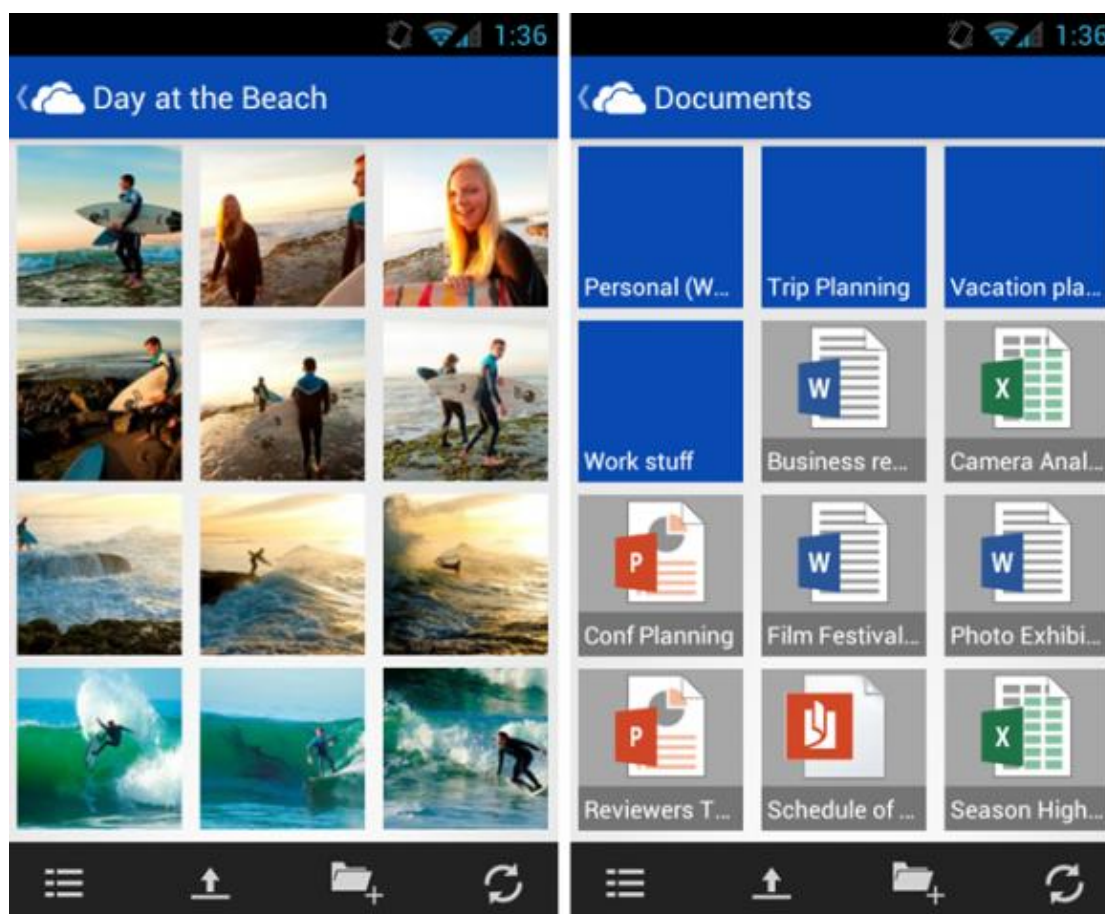 1:36
Day at the Beach
1:36
Documents
Personal (W...
Trip Planning
Vacation pla...
Work stuff
W
Business re...
X
Camera Anal...
P
Conf Planning
W
Film Festival...
W
Photo Exhibi...
P
Reviewers T...
Schedule of ...
X
Season High...